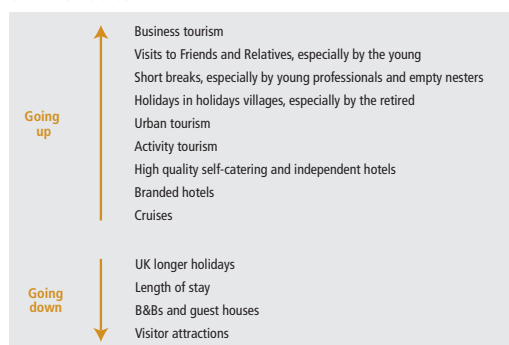 Going
up
Business tourism
Visits to Friends and Relatives, especially by the young
Short breaks, especially by young professionals and empty nesters
Holidays in holidays villages, especially by the retired
Urban tourism
Activity tourism
High quality self-catering and independent hotels
Branded hotels
Cruises
Going
down
UK longer holidays
Length of stay
B&Bs and guest houses
Visitor attractions